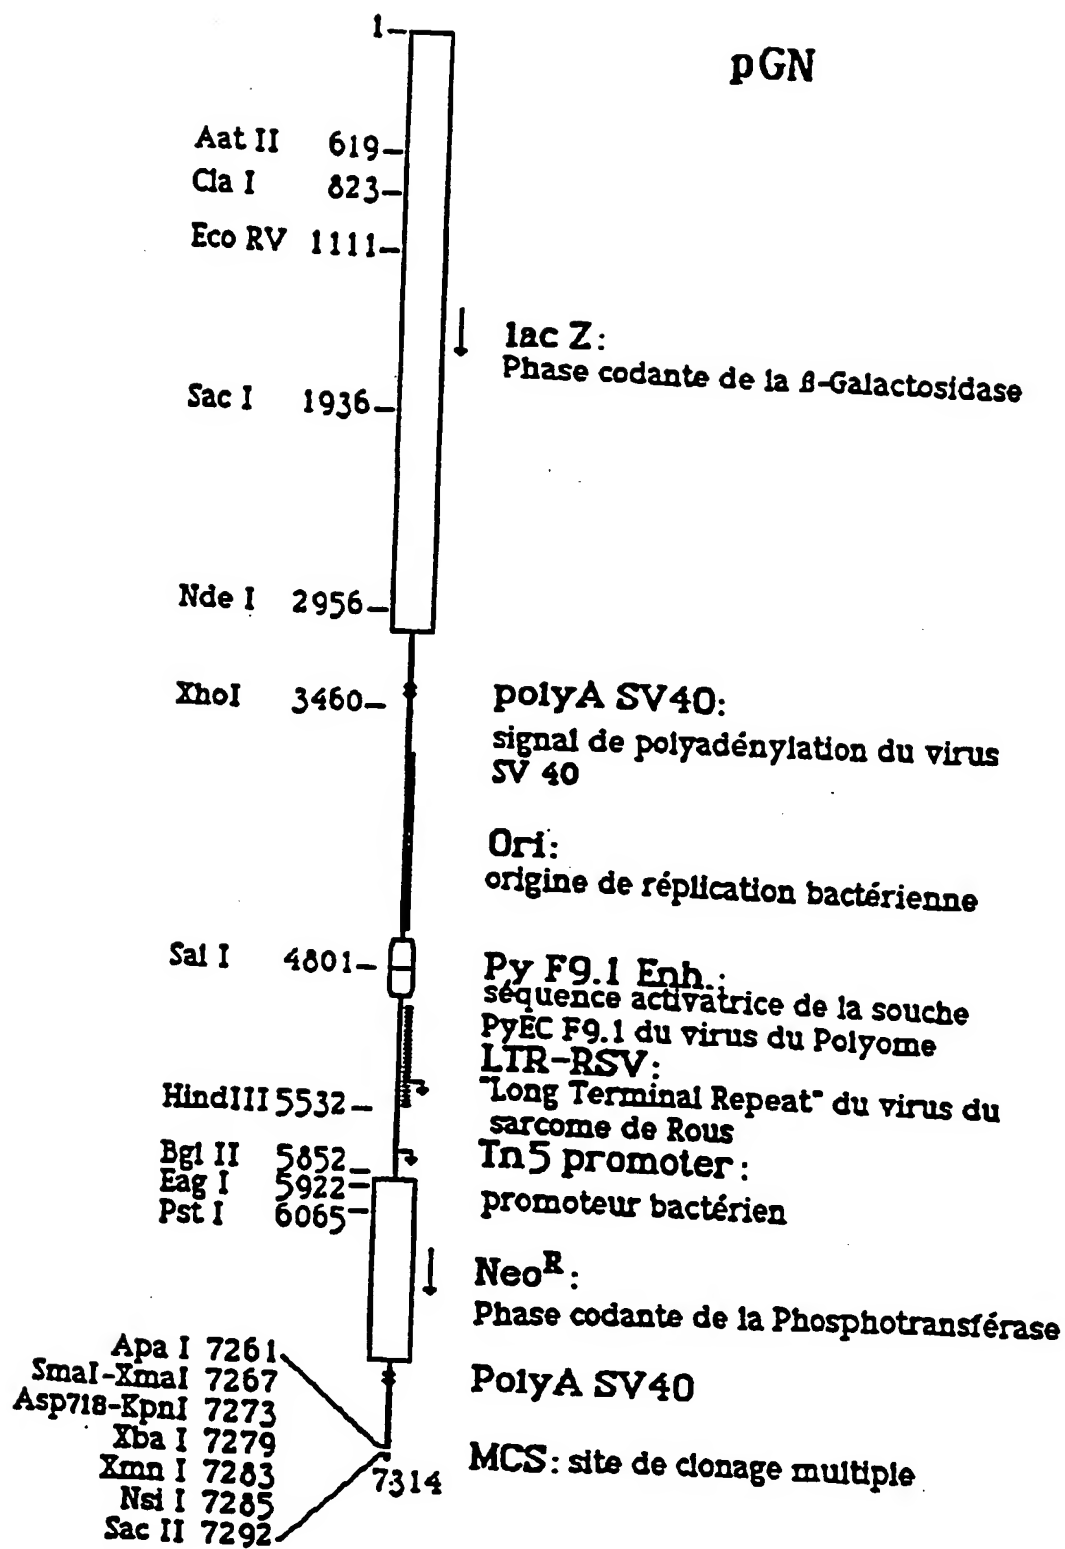 1
pGN
Aat II 619
Cla I 823
Eco RV 1111
lac Z:
Phase codante de la β-Galactosidase
Sac I 1936
Nde I 2956
XhoI 3460
polyA SV40:
signal de polyadénylation du virus
SV 40
Ori:
origine de réplication bactérienne
Sal I 4801
Py F9.1 Enh.:
séquence activatrice de la souche
PyEC F9.1 du virus du Polyome
LTR-RSV:
"Long Terminal Repeat" du virus du
sarcome de Rous
HindIII 5532
Bgl II 5852
Eag I 5922
Pst I 6065
Tn5 promoter:
promoteur bactérien
Neo^R:
Phase codante de la Phosphotransférase
Apa I 7261
SmaI-XmaI 7267
Asp718-KpnI 7273
Xba I 7279
Xmn I 7283
Nsi I 7285
Sac II 7292
PolyA SV40
7314
MCS: site de clonage multiple